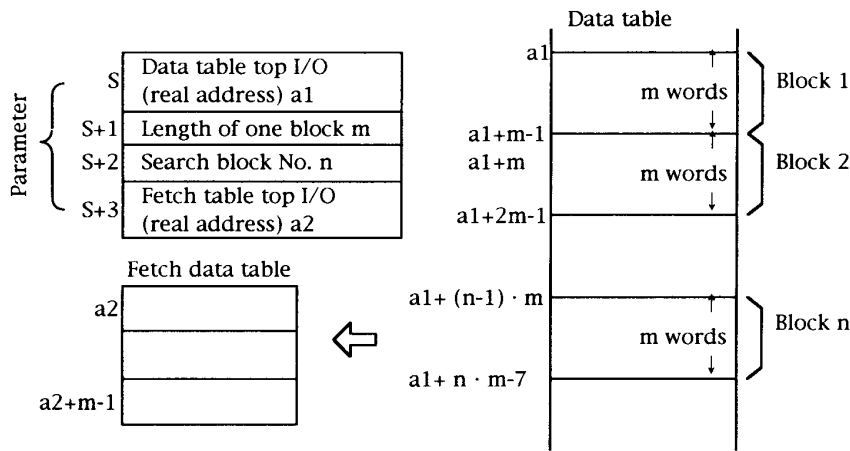 Parameter
S
Data table top I/O
(real address) a1
S+1
Length of one block m
S+2
Search block No. n
S+3
Fetch table top I/O
(real address) a2
Fetch data table
a2
a2+m-1
Data table
a1
m words
Block 1
a1+m-1
a1+m
m words
Block 2
a1+2m-1
a1+ (n-1) · m
m words
Block n
a1+ n · m-7